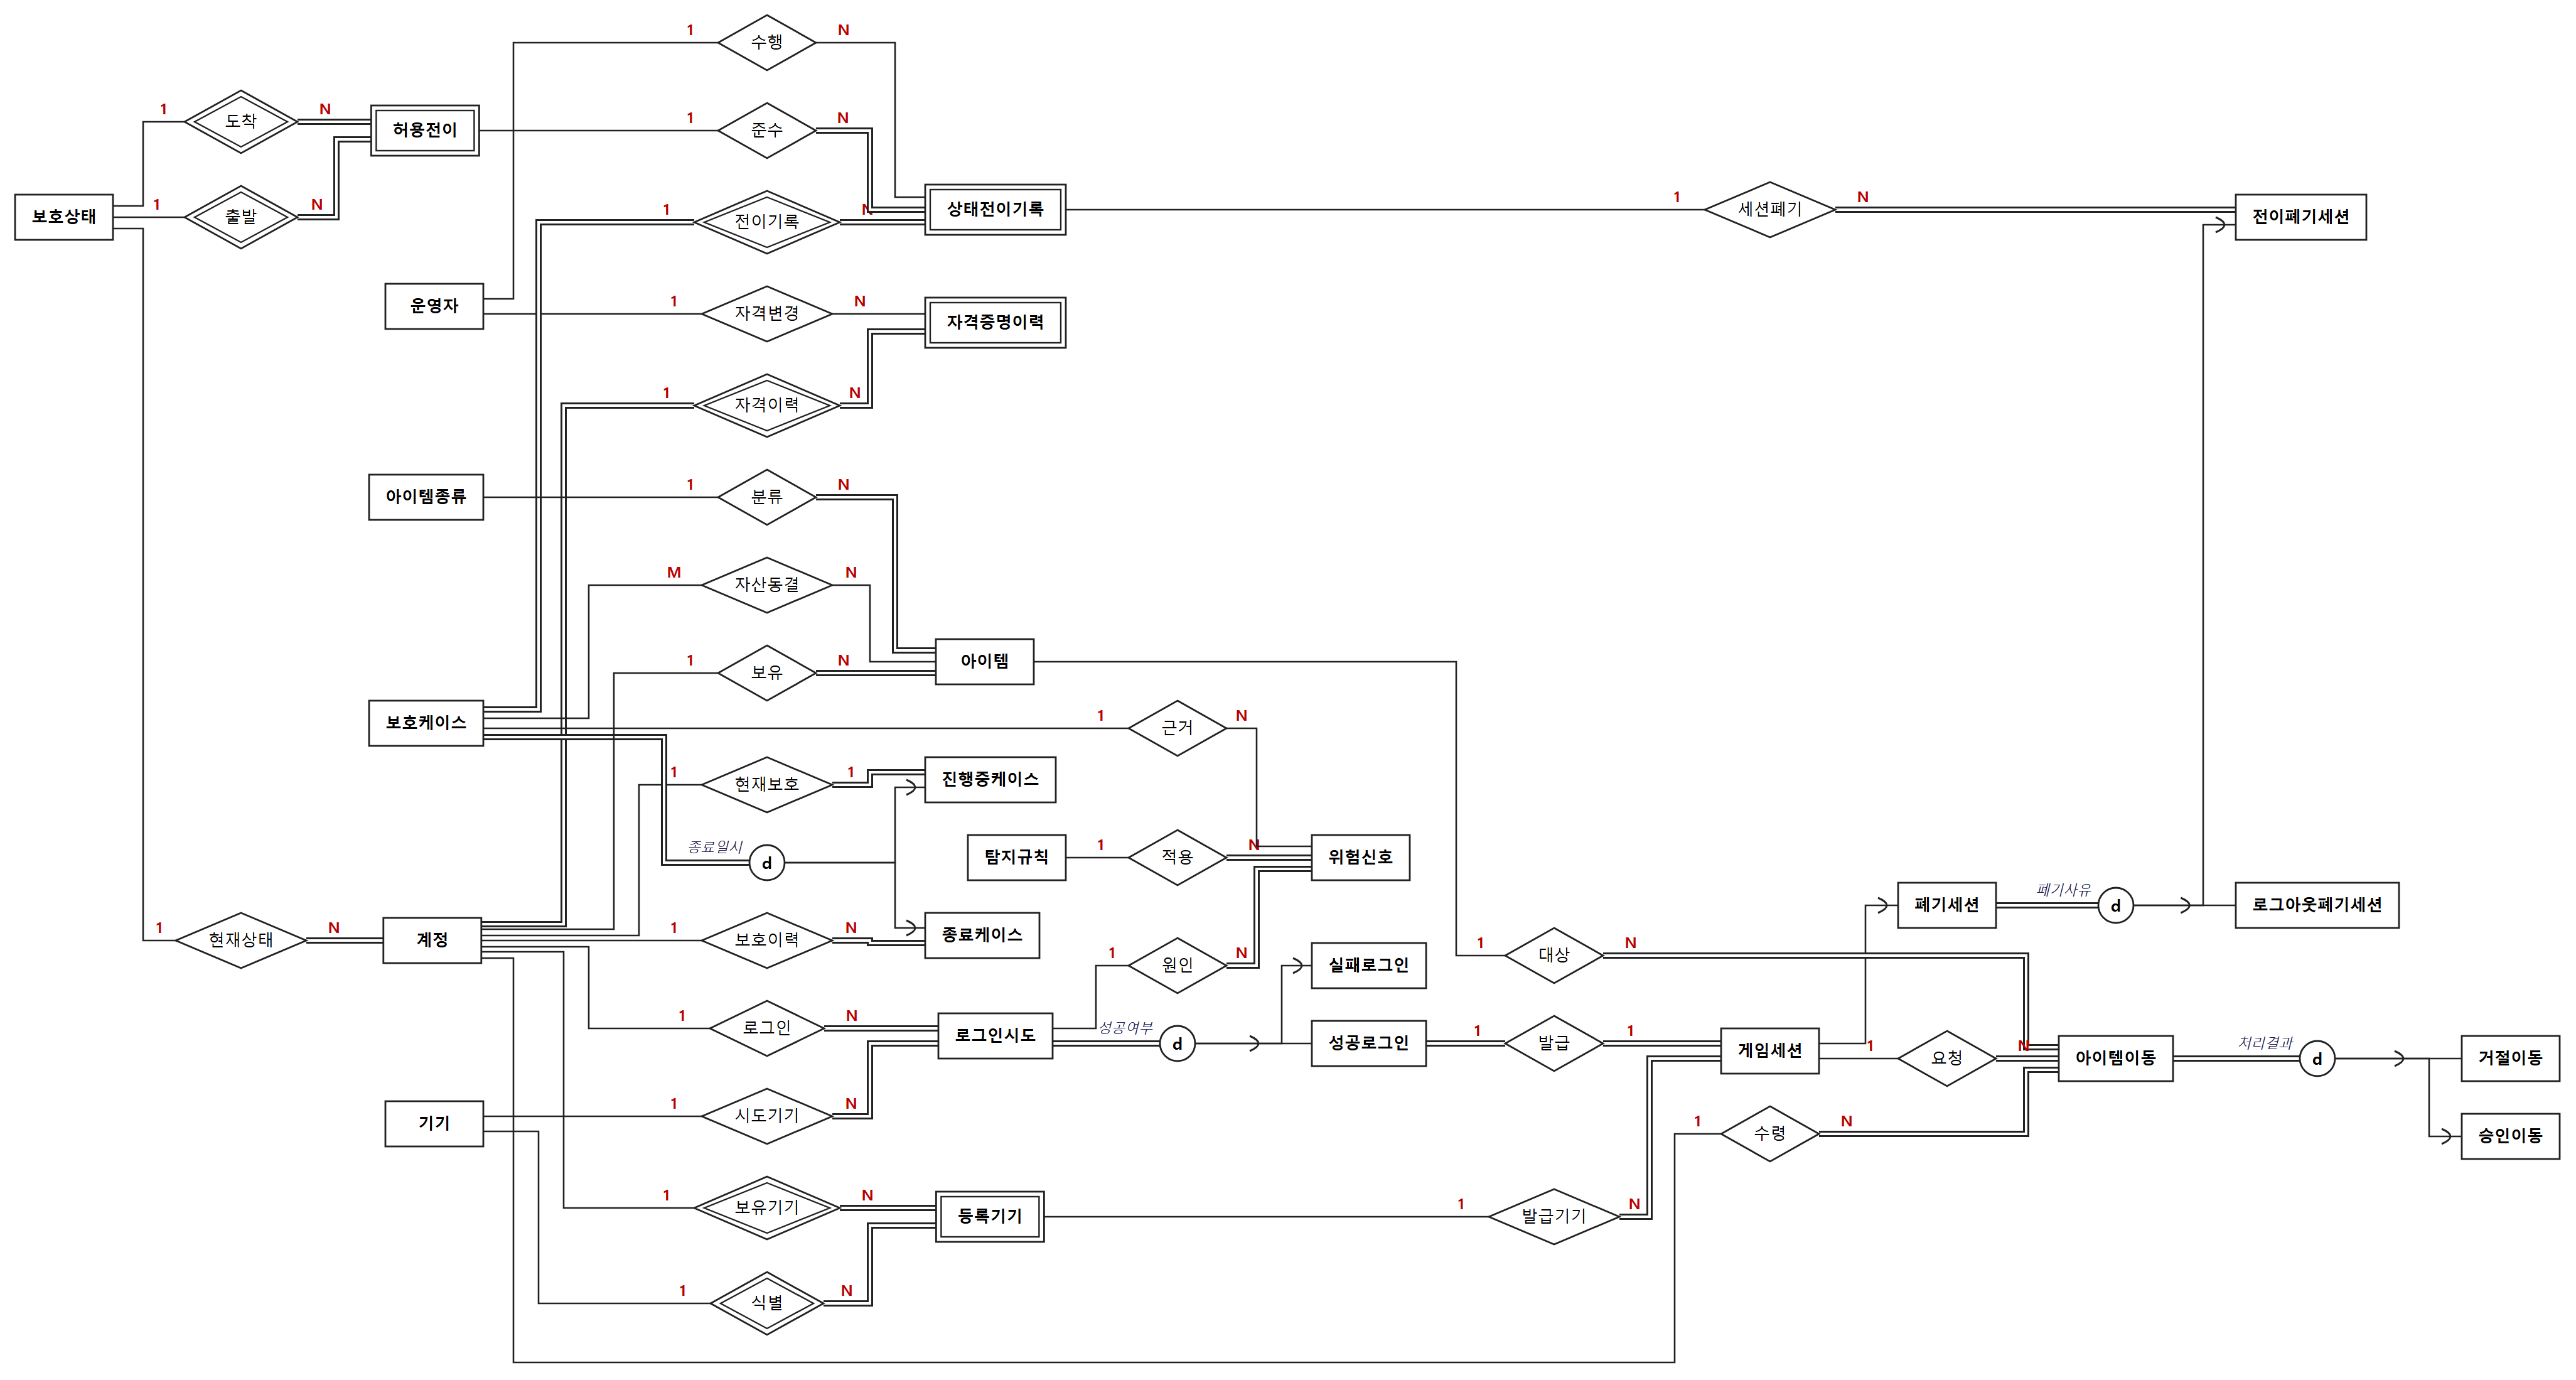 1
수행
N
1
도착
N
허용전이
1
준수
N
보호상태
1
출발
N
1
전이기록
N
상태전이기록
1
세션폐기
N
전이폐기세션
운영자
1
자격변경
N
자격증명이력
1
자격이력
N
아이템종류
1
분류
N
M
자산동결
N
1
보유
N
아이템
보호케이스
1
근거
N
1
현재보호
1
진행중케이스
종료일시
d
탐지규칙
1
적용
N
위험신호
1
현재상태
N
계정
1
보호이력
N
종료케이스
1
원인
N
실패로그인
1
대상
N
폐기세션
폐기사유
d
로그아웃폐기세션
1
로그인
N
로그인시도
성공여부
d
성공로그인
1
발급
1
게임세션
1
요청
N
아이템이동
처리결과
d
거절이동
기기
1
시도기기
N
1
수령
N
승인이동
1
보유기기
N
등록기기
1
발급기기
N
1
식별
N